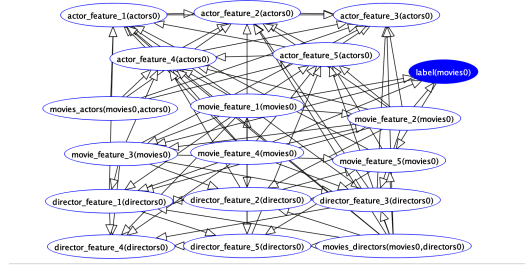 actor_feature_1(actors0)
actor_feature_2(actors0)
actor_feature_3(actors0)
actor_feature_4(actors0)
actor_feature_5(actors0)
label(movies0)
movies_actors(movies0,actors0)
movie_feature_1(movies0)
movie_feature_2(movies0)
movie_feature_3(movies0)
movie_feature_4(movies0)
movie_feature_5(movies0)
director_feature_1(directors0)
director_feature_2(directors0)
director_feature_3(directors0)
director_feature_4(directors0)
director_feature_5(directors0)
movies_directors(movies0,directors0)